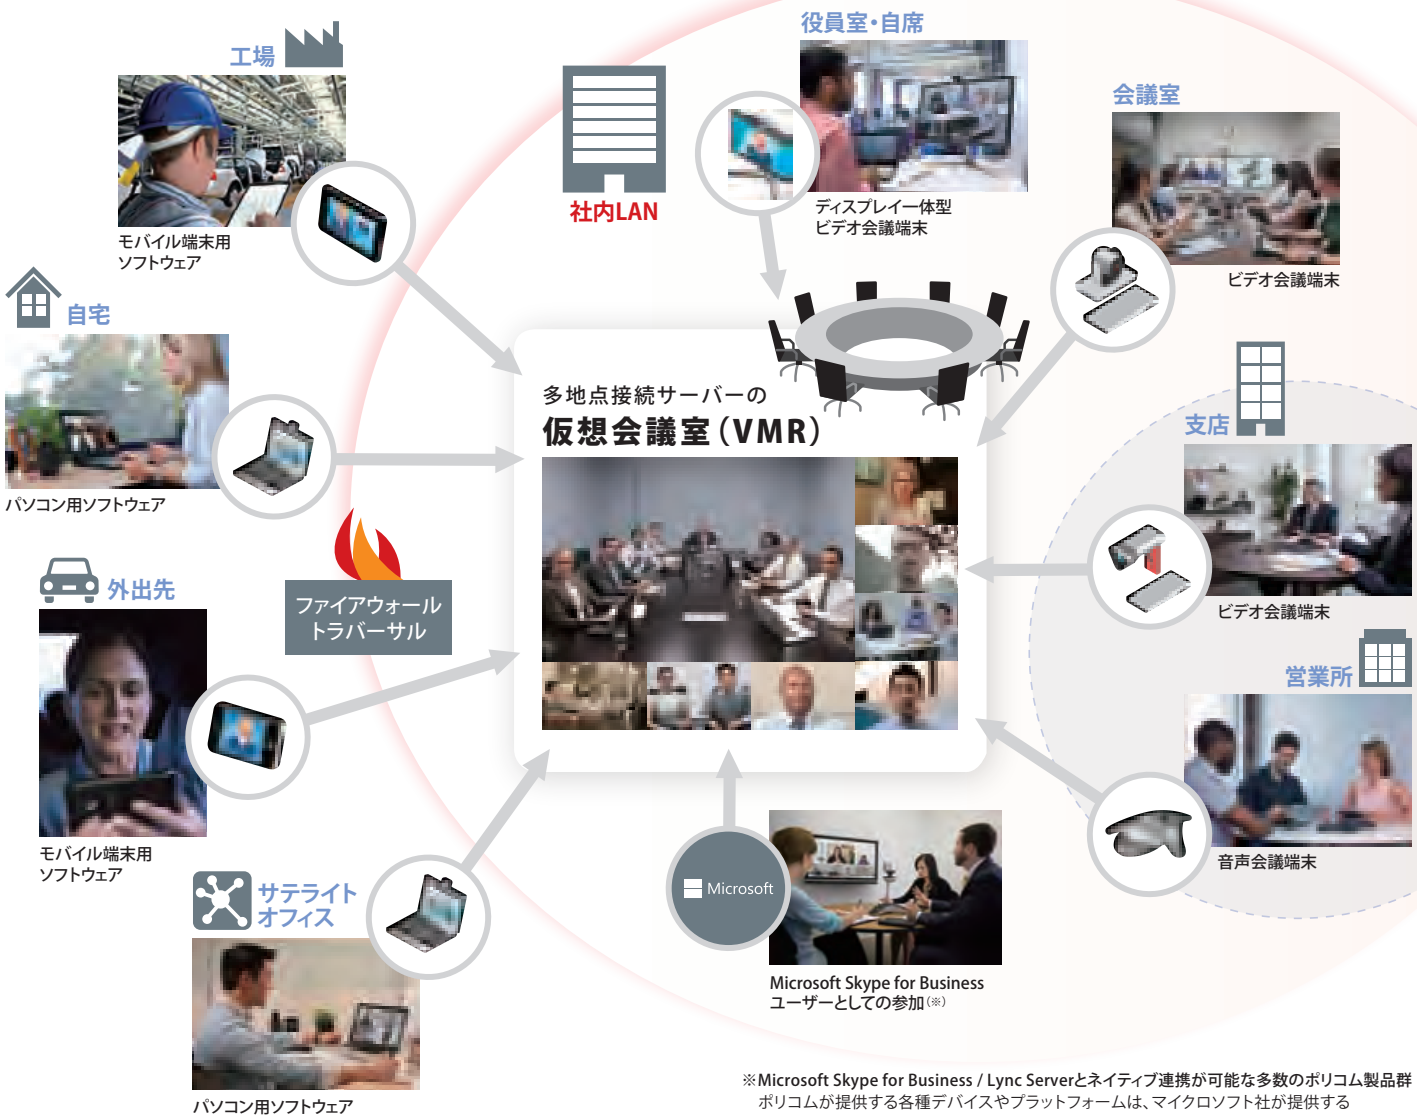 工場
モバイル端末用
ソフトウェア
自宅
パソコン用ソフトウェア
外出先
モバイル端末用
ソフトウェア
サテライト
オフィス
パソコン用ソフトウェア
ファイアウォール
トラバーサル
社内LAN
役員室・自席
ディスプレイ一体型
ビデオ会議端末
会議室
ビデオ会議端末
多地点接続サーバーの
仮想会議室(VMR)
支店
ビデオ会議端末
営業所
音声会議端末
Microsoft
Microsoft Skype for Business
ユーザーとしての参加(※)
※Microsoft Skype for Business / Lync Serverとネイティブ連携が可能な多数のポリコム製品群
ポリコムが提供する各種デバイスやプラットフォームは、マイクロソフト社が提供する